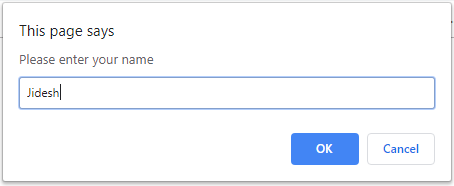 This page says
Please enter your name
Jidesh
OK Cancel